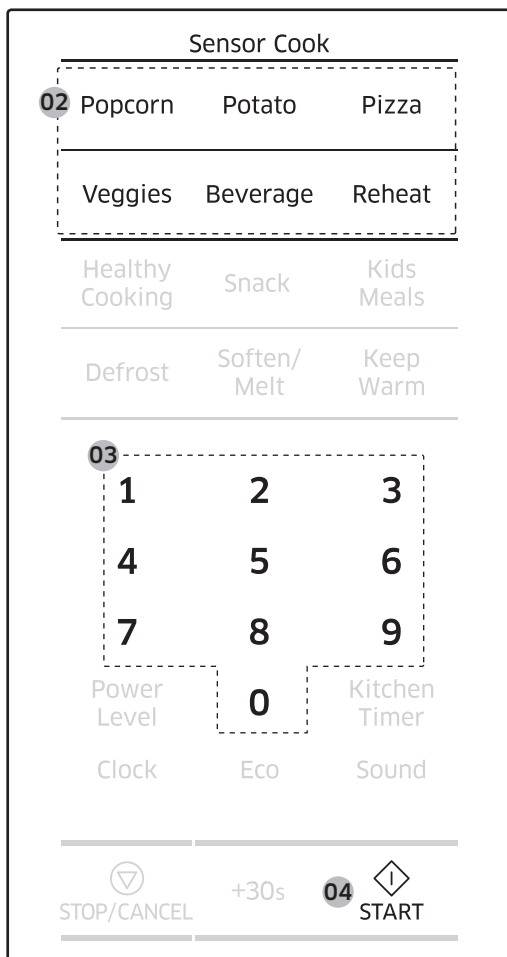 Sensor Cook
02 Popcorn Potato Pizza
Veggies Beverage Reheat
Healthy Cooking Snack Kids Meals
Defrost Soften/ Melt Keep Warm
03
1 2 3
4 5 6
7 8 9
Power Level 0 Kitchen Timer
Clock Eco Sound
STOP/CANCEL +30s 04 START